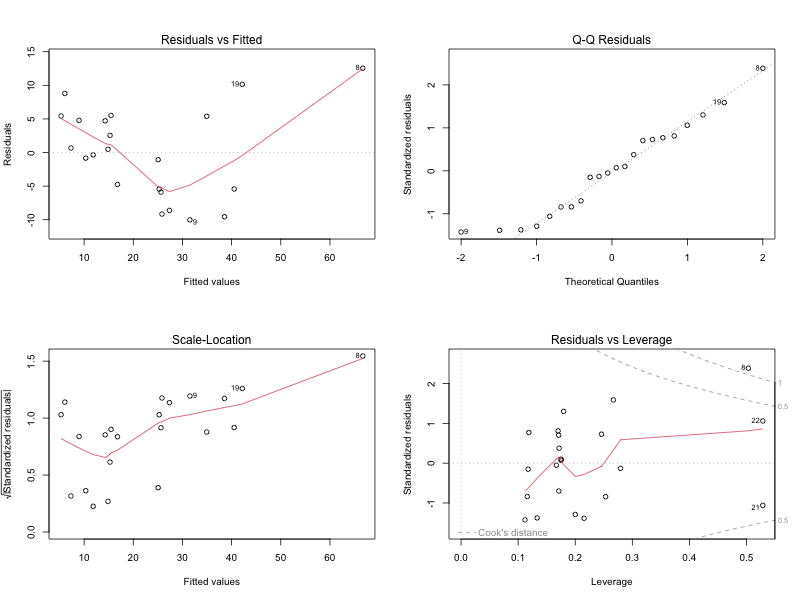 Residuals vs Fitted
Residuals
-10 -5 0 5 10 15
8
19
9
10 20 30 40 50 60
Fitted values
Q-Q Residuals
Standardized residuals
-1 0 1 2
8
19
9
-2 -1 0 1 2
Theoretical Quantiles
Scale-Location
√|Standardized residuals|
0.0 0.5 1.0 1.5
8
19
9
10 20 30 40 50 60
Fitted values
Residuals vs Leverage
Standardized residuals
-1 0 1 2
8
22
21
1
0.5
0.5
Cook's distance
0.0 0.1 0.2 0.3 0.4 0.5
Leverage